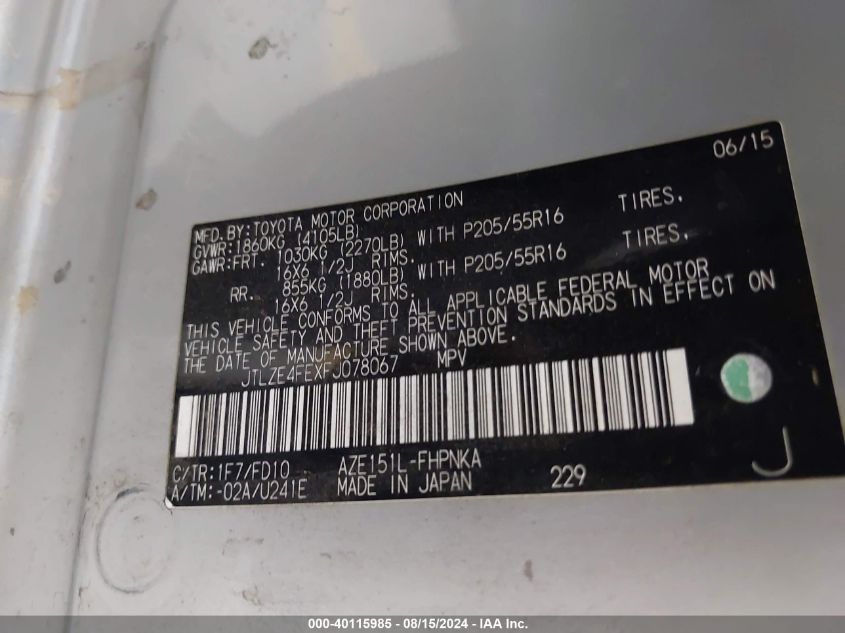 06/15
MFD.BY:TOYOTA MOTOR CORPORATION
GVWR:1860KG (4105LB)
GAWR:FRT. 1030KG (2270LB) WITH P205/55R16 TIRES.
16X6 1/2J RIMS.
RR. 855KG (1880LB) WITH P205/55R16 TIRES.
16X6 1/2J RIMS.
THIS VEHICLE CONFORMS TO ALL APPLICABLE FEDERAL MOTOR
VEHICLE SAFETY AND THEFT PREVENTION STANDARDS IN EFFECT ON
THE DATE OF MANUFACTURE SHOWN ABOVE.
JTLZE4FEXFJ078067 MPV
C/TR:1F7/FD10 AZE151L-FHPNKA
A/TM:-02A/U241E MADE IN JAPAN 229
J
000-40115985 - 08/15/2024 - IAA Inc.